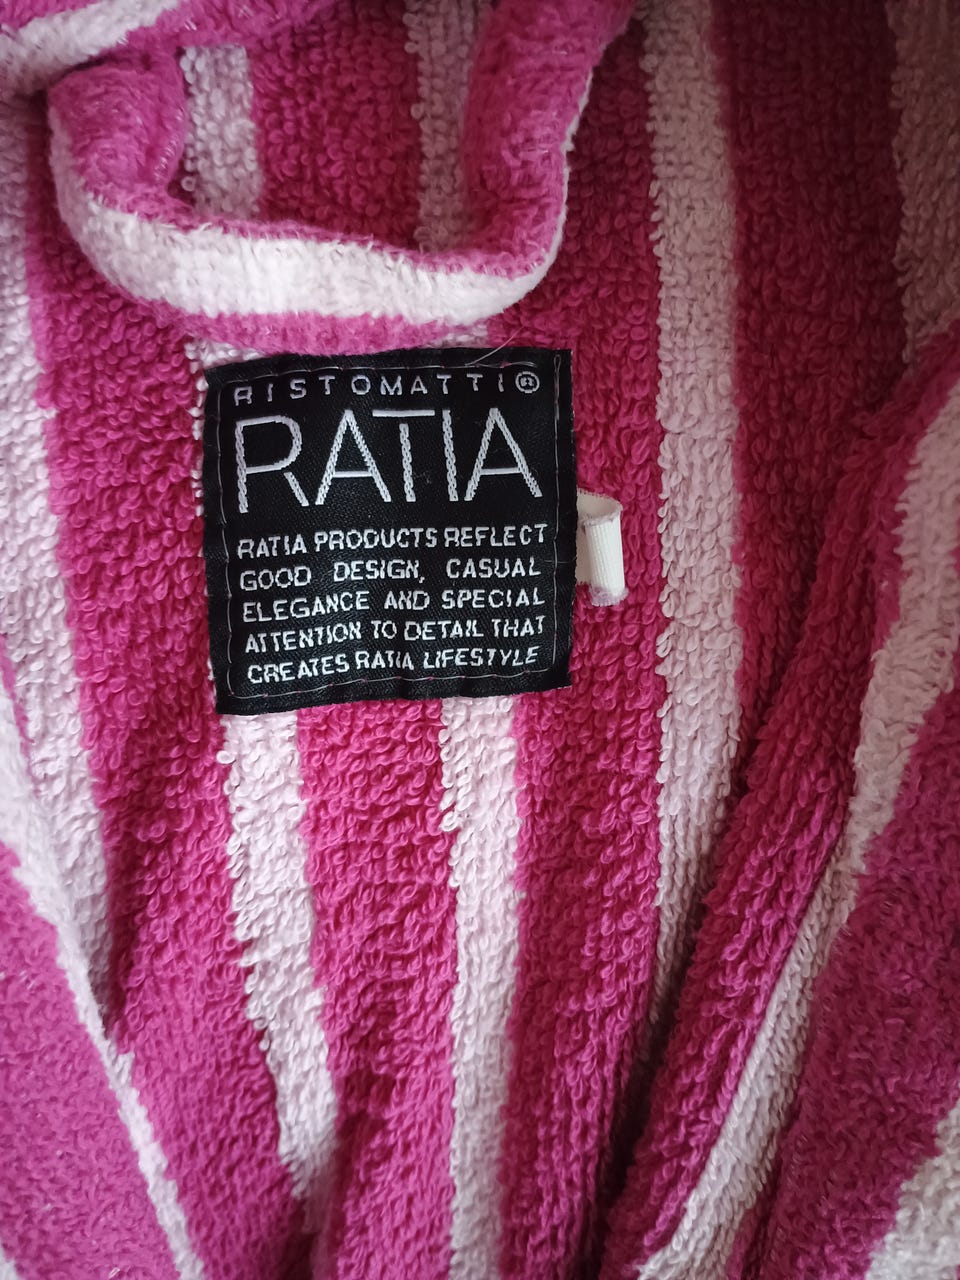 RISTOMATTI®
RATIA
RATIA PRODUCTS REFLECT
GOOD DESIGN, CASUAL
ELEGANCE AND SPECIAL
ATTENTION TO DETAIL THAT
CREATES RATIA LIFESTYLE